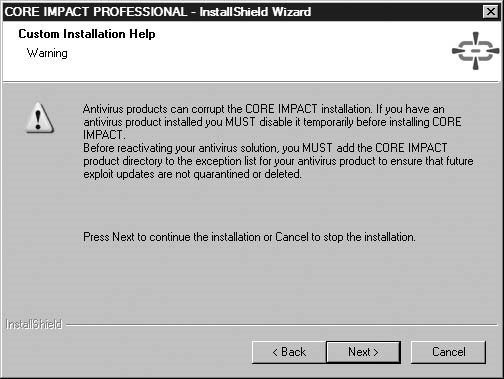 CORE IMPACT PROFESSIONAL - InstallShield Wizard
Custom Installation Help
Warning
Antivirus products can corrupt the CORE IMPACT installation. If you have an
antivirus product installed you MUST disable it temporarily before installing CORE
IMPACT.
Before reactivating your antivirus solution, you MUST add the CORE IMPACT
product directory to the exception list for your antivirus product to ensure that future
exploit updates are not quarantined or deleted.
Press Next to continue the installation or Cancel to stop the installation.
InstallShield
< Back Next > Cancel